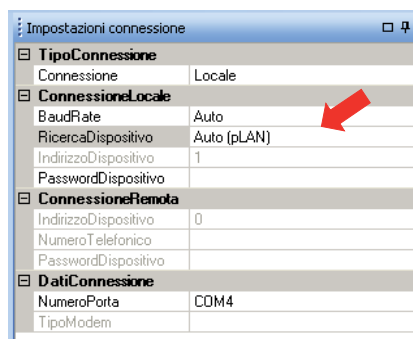 Impostazioni connessione
TipoConnessione
Connessione Locale
ConnessioneLocale
BaudRate Auto
RicercaDispositivo Auto (pLAN)
IndirizzoDispositivo 1
PasswordDispositivo
ConnessioneRemota
IndirizzoDispositivo 0
NumeroTelefonico
PasswordDispositivo
DatiConnessione
NumeroPorta COM4
TipoModem